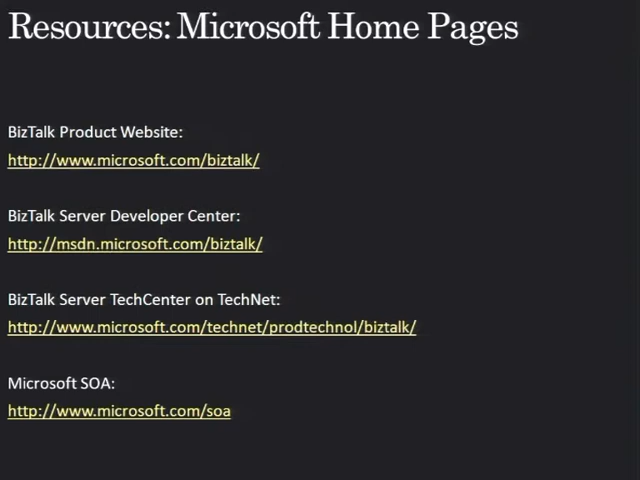 Resources: Microsoft Home Pages
BizTalk Product Website:
http://www.microsoft.com/biztalk/
BizTalk Server Developer Center:
http://msdn.microsoft.com/biztalk/
BizTalk Server TechCenter on TechNet:
http://www.microsoft.com/technet/prodtechnol/biztalk/
Microsoft SOA:
http://www.microsoft.com/soa